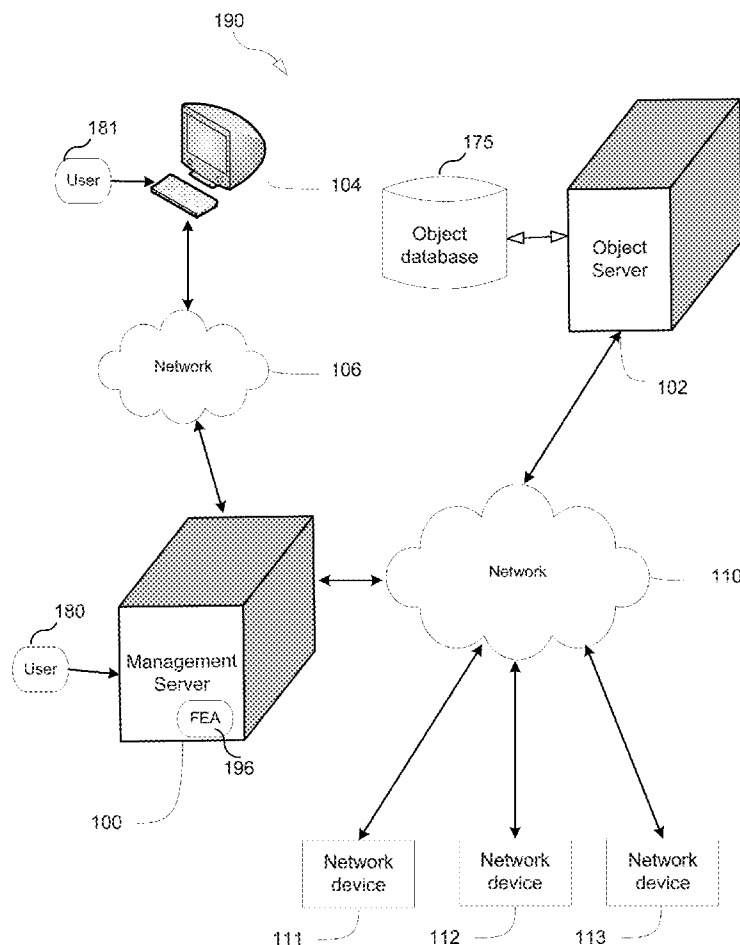 190
181
User
104
175
Object
database
Object
Server
102
Network
106
Network
110
180
User
Management
Server
FEA
196
100
Network
device
111
Network
device
112
Network
device
113